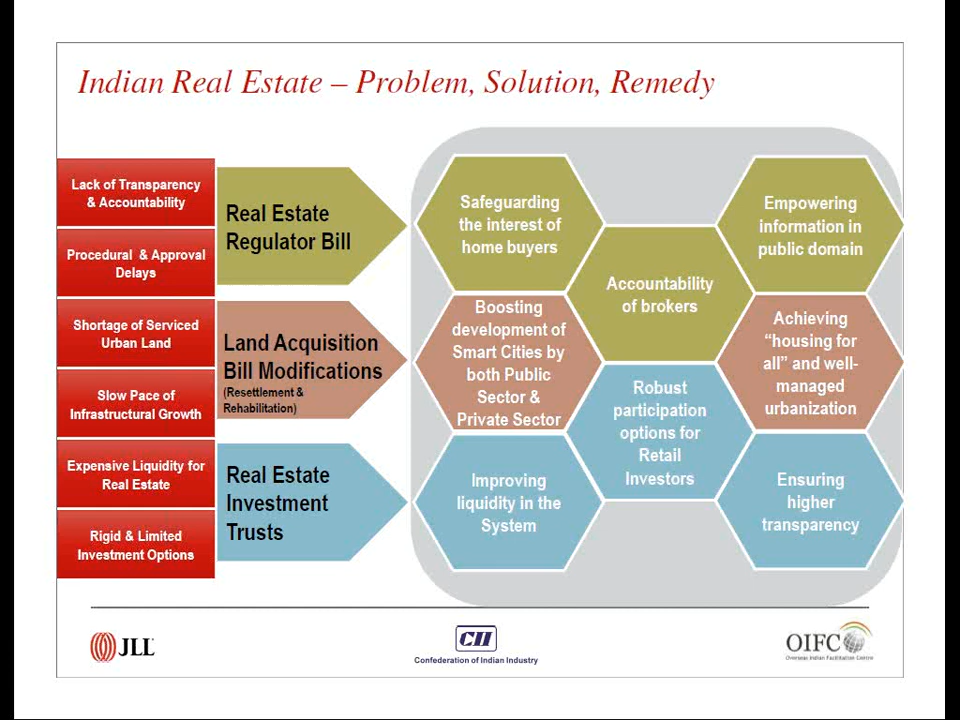 Indian Real Estate – Problem, Solution, Remedy
Lack of Transparency
& Accountability
Procedural & Approval
Delays
Shortage of Serviced
Urban Land
Slow Pace of
Infrastructural Growth
Expensive Liquidity for
Real Estate
Rigid & Limited
Investment Options
Real Estate
Regulator Bill
Land Acquisition
Bill Modifications
(Resettlement &
Rehabilitation)
Real Estate
Investment
Trusts
Safeguarding
the interest of
home buyers
Boosting
development of
Smart Cities by
both Public
Sector &
Private Sector
Improving
liquidity in the
System
Accountability
of brokers
Robust
participation
options for
Retail
Investors
Empowering
information in
public domain
Achieving
“housing for
all” and well-
managed
urbanization
Ensuring
higher
transparency
JLL
CII
Confederation of Indian Industry
OIFC
Overseas Indian Facilitation Centre